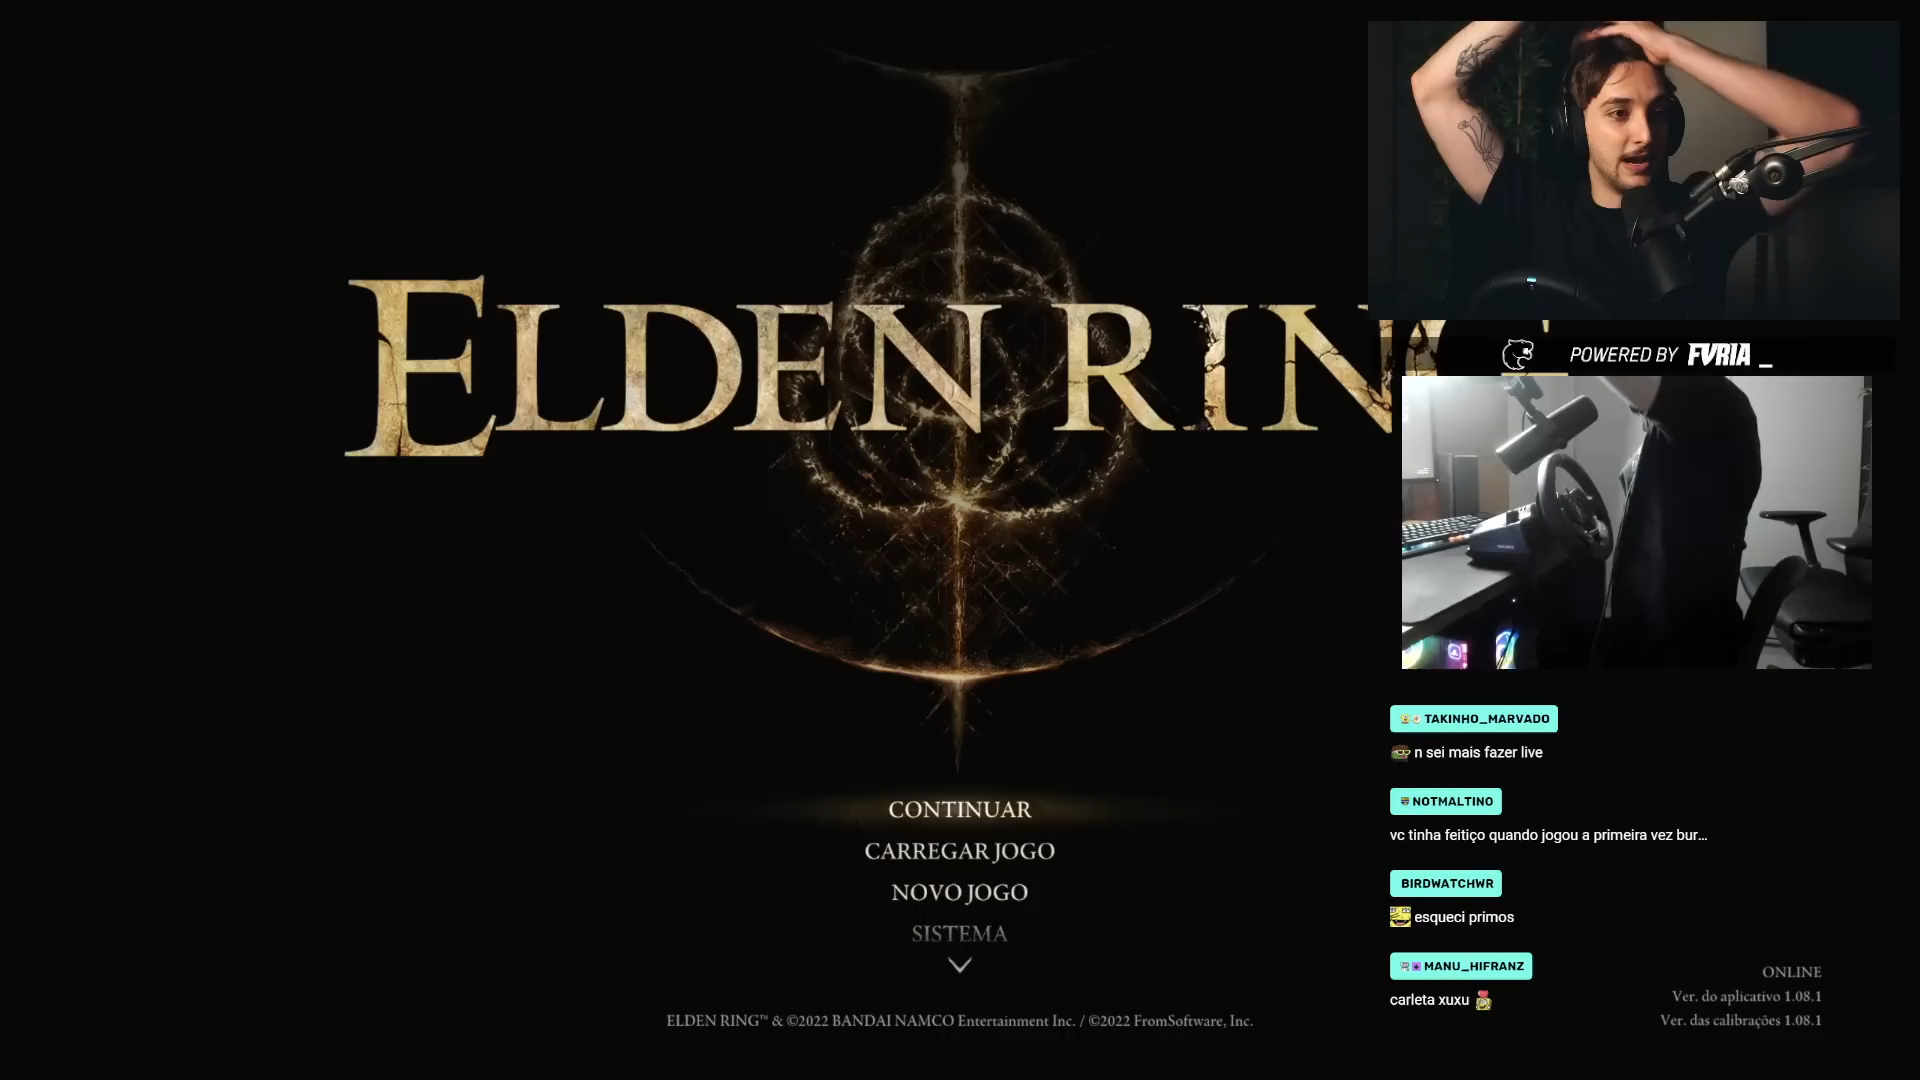 ELDEN RING
POWERED BY FURIA _
TAKINHO_MARVADO
n sei mais fazer live
NOTMALTINO
vc tinha feitiço quando jogou a primeira vez bur...
BIRDWATCHWR
esqueci primos
MANU_HIFRANZ
carleta xuxu
CONTINUAR
CARREGAR JOGO
NOVO JOGO
SISTEMA
ONLINE
Ver. do aplicativo 1.08.1
Ver. das calibrações 1.08.1
ELDEN RING™ & ©2022 BANDAI NAMCO Entertainment Inc. / ©2022 FromSoftware, Inc.